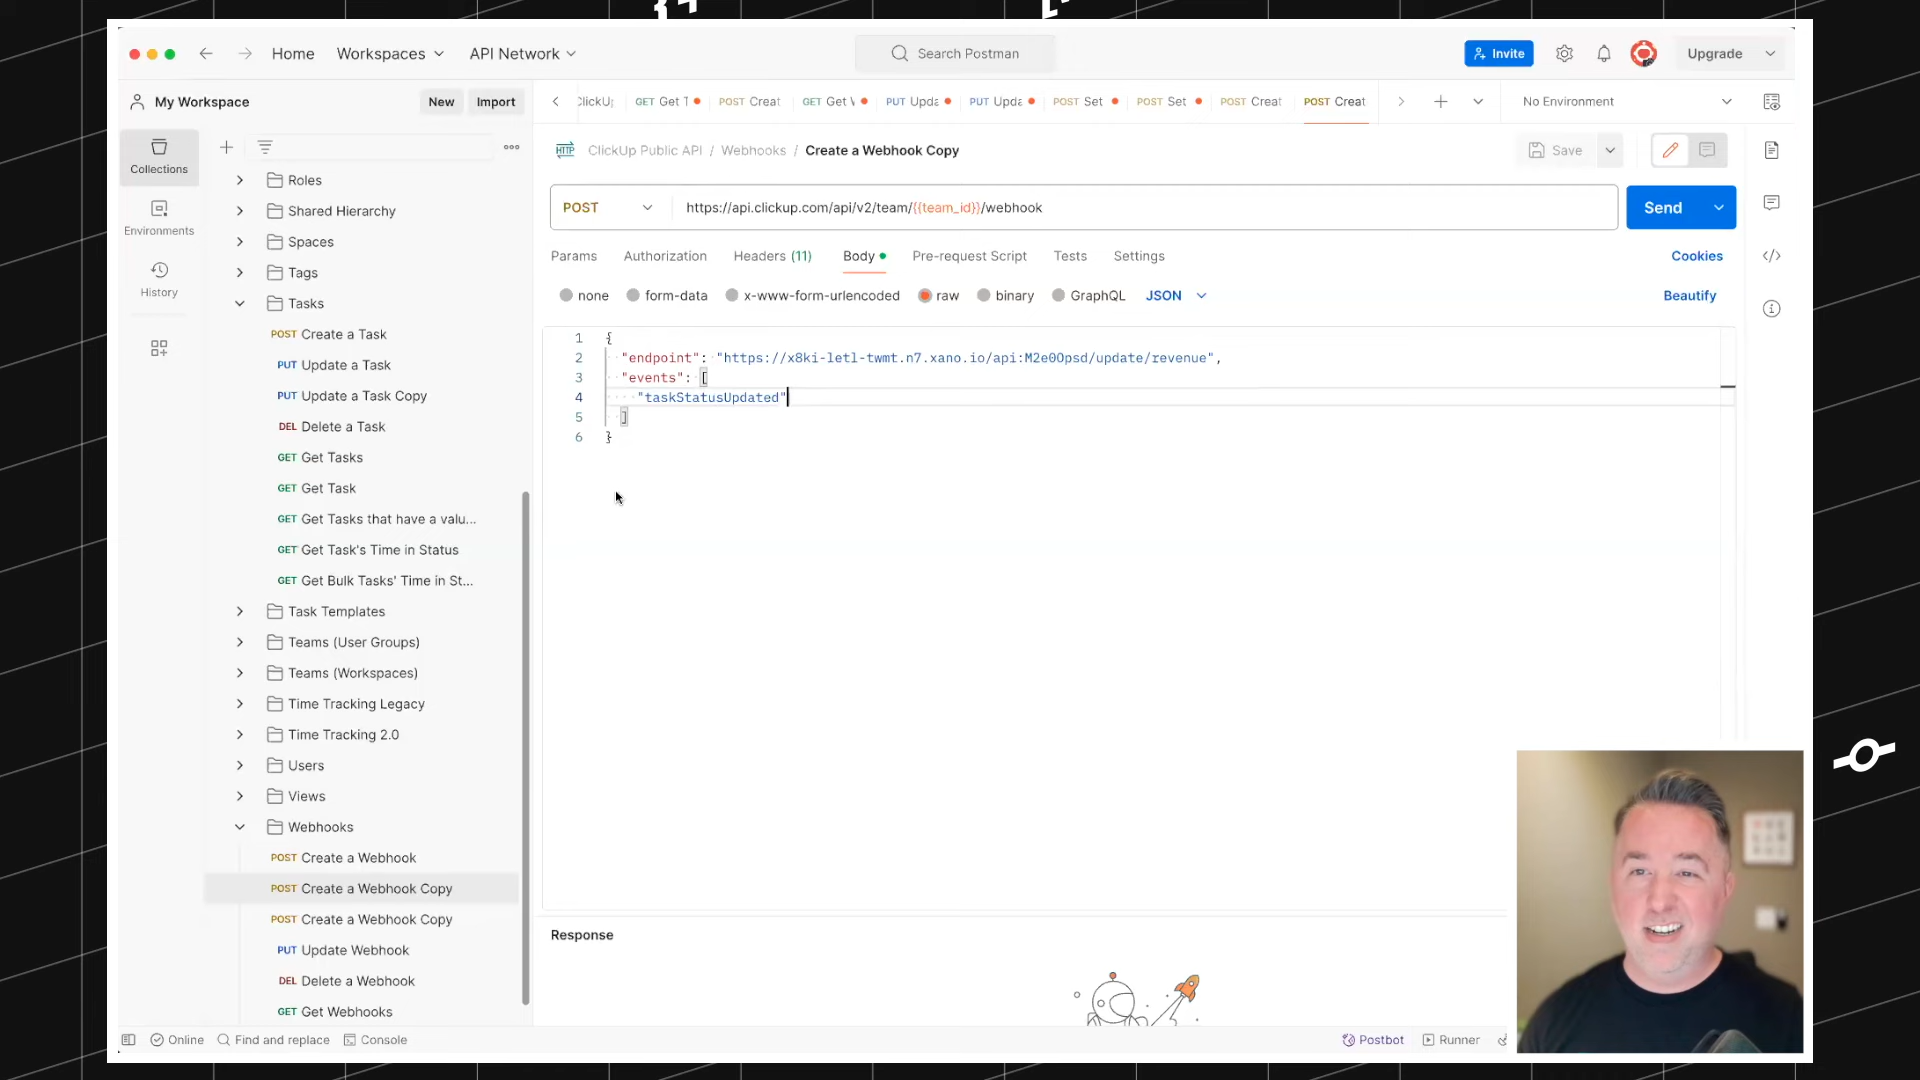 Home
Workspaces
API Network
Search Postman
Invite
Upgrade
My Workspace
New
Import
GET Get T
POST Creat
GET Get
PUT Upda
PUT Upda
POST Set
POST Set
POST Creat
POST Creat
No Environment
Collections
Environments
History
Roles
Shared Hierarchy
Spaces
Tags
Tasks
POST Create a Task
PUT Update a Task
PUT Update a Task Copy
DEL Delete a Task
GET Get Tasks
GET Get Task
GET Get Tasks that have a valu...
GET Get Task's Time in Status
GET Get Bulk Tasks' Time in St...
Task Templates
Teams (User Groups)
Teams (Workspaces)
Time Tracking Legacy
Time Tracking 2.0
Users
Views
Webhooks
POST Create a Webhook
POST Create a Webhook Copy
POST Create a Webhook Copy
PUT Update Webhook
DEL Delete a Webhook
GET Get Webhooks
HTTP ClickUp Public API / Webhooks / Create a Webhook Copy
Save
POST https://api.clickup.com/api/v2/team/{{team_id}}/webhook
Send
Params Authorization Headers (11) Body Pre-request Script Tests Settings
Cookies
none form-data x-www-form-urlencoded raw binary GraphQL JSON
Beautify
1 {
2 "endpoint": "https://x8ki-letl-twmt.n7.xano.io/api:M2e0Opsd/update/revenue",
3 "events": [
4 "taskStatusUpdated"
5 ]
6 }
Response
Online Find and replace Console
Postbot Runner